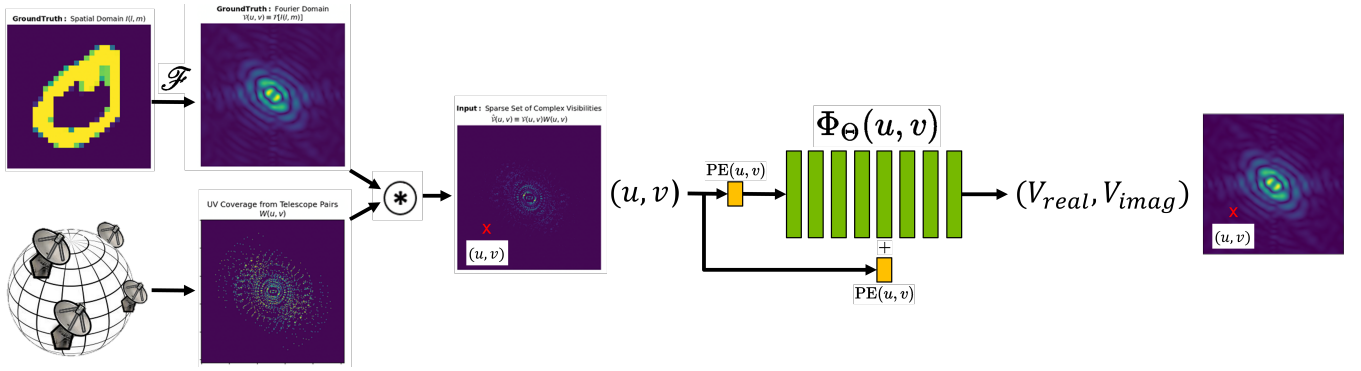 GroundTruth: Spatial Domain I(l, m)
ℱ
GroundTruth: Fourier Domain
𝒱(u, v) ≡ ℱ[I(l, m)]
UV Coverage from Telescope Pairs
W(u, v)
*
Input: Sparse Set of Complex Visibilities
𝒱̂(u, v) ≡ 𝒱(u, v)W(u, v)
x
(u, v)
(u, v)
PE(u, v)
Φ_Θ(u, v)
+
PE(u, v)
(V_real, V_imag)
x
(u, v)